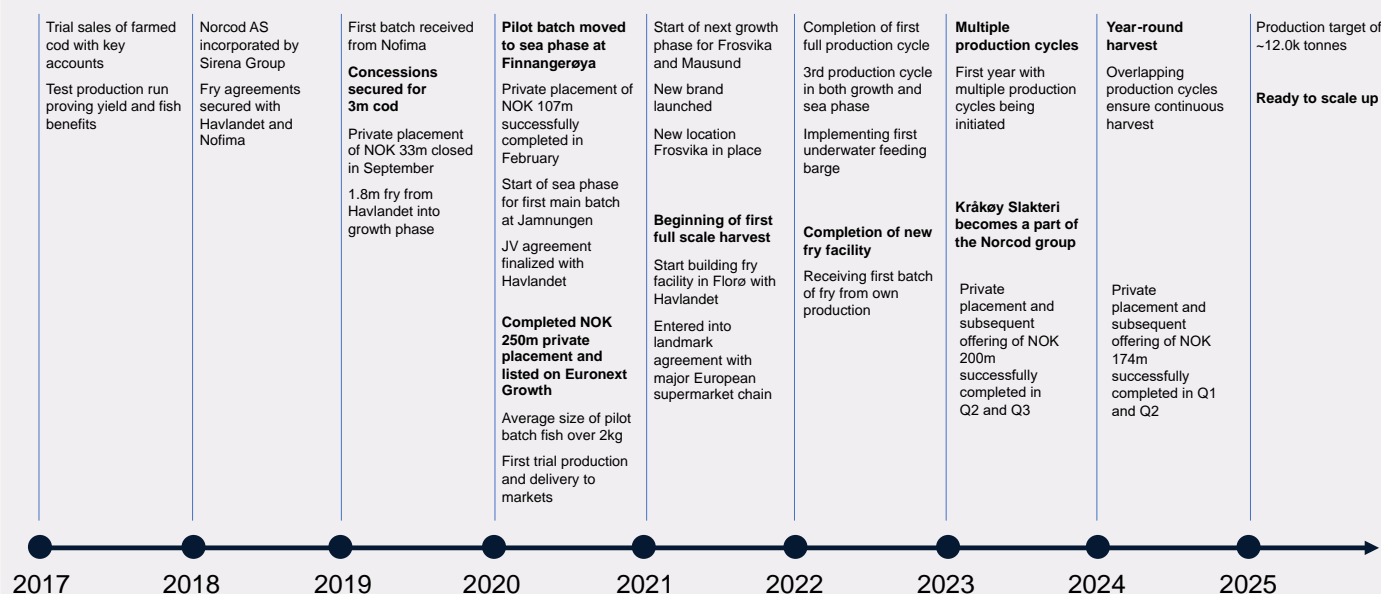 Trial sales of farmed
cod with key
accounts
Test production run
proving yield and fish
benefits
Norcod AS
incorporated by
Sirena Group
Fry agreements
secured with
Havlandet and
Nofima
First batch received
from Nofima
Concessions
secured for
3m cod
Private placement
of NOK 33m closed
in September
1.8m fry from
Havlandet into
growth phase
Pilot batch moved
to sea phase at
Finnangerøya
Private placement of
NOK 107m
successfully
completed in
February
Start of sea phase
for first main batch
at Jamnungen
JV agreement
finalized with
Havlandet
Completed NOK
250m private
placement and
listed on Euronext
Growth
Average size of pilot
batch fish over 2kg
First trial production
and delivery to
markets
Start of next growth
phase for Frosvika
and Mausund
New brand
launched
New location
Frosvika in place
Beginning of first
full scale harvest
Start building fry
facility in Florø with
Havlandet
Entered into
landmark
agreement with
major European
supermarket chain
Completion of first
full production cycle
3rd production cycle
in both growth and
sea phase
Implementing first
underwater feeding
barge
Completion of new
fry facility
Receiving first batch
of fry from own
production
Multiple
production cycles
First year with
multiple production
cycles being
initiated
Kråkøy Slakteri
becomes a part of
the Norcod group
Private
placement and
subsequent
offering of NOK
200m
successfully
completed in
Q2 and Q3
Year-round
harvest
Overlapping
production cycles
ensure continuous
harvest
Private
placement and
subsequent
offering of NOK
174m
successfully
completed in Q1
and Q2
Production target of
~12.0k tonnes
Ready to scale up
2017
2018
2019
2020
2021
2022
2023
2024
2025